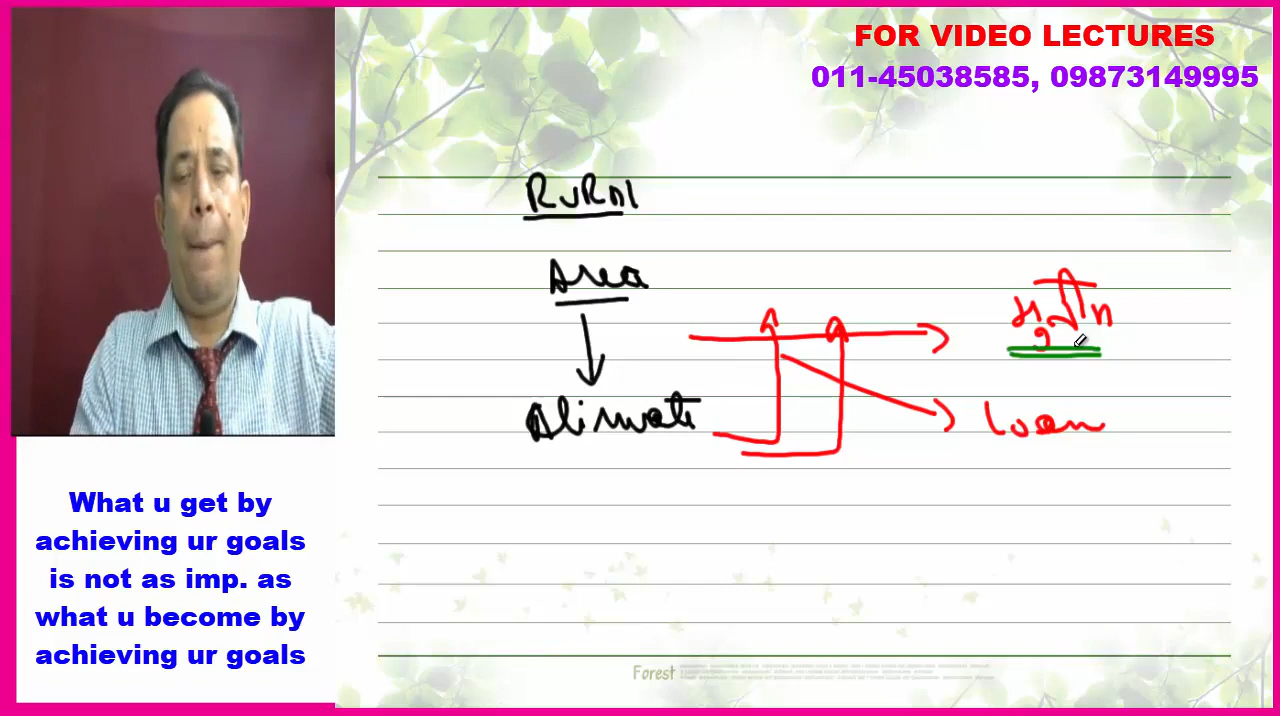 FOR VIDEO LECTURES
011-45038585, 09873149995
RURAl
Area
loan
What u get by
achieving ur goals
is not as imp. as
what u become by
achieving ur goals
Forest